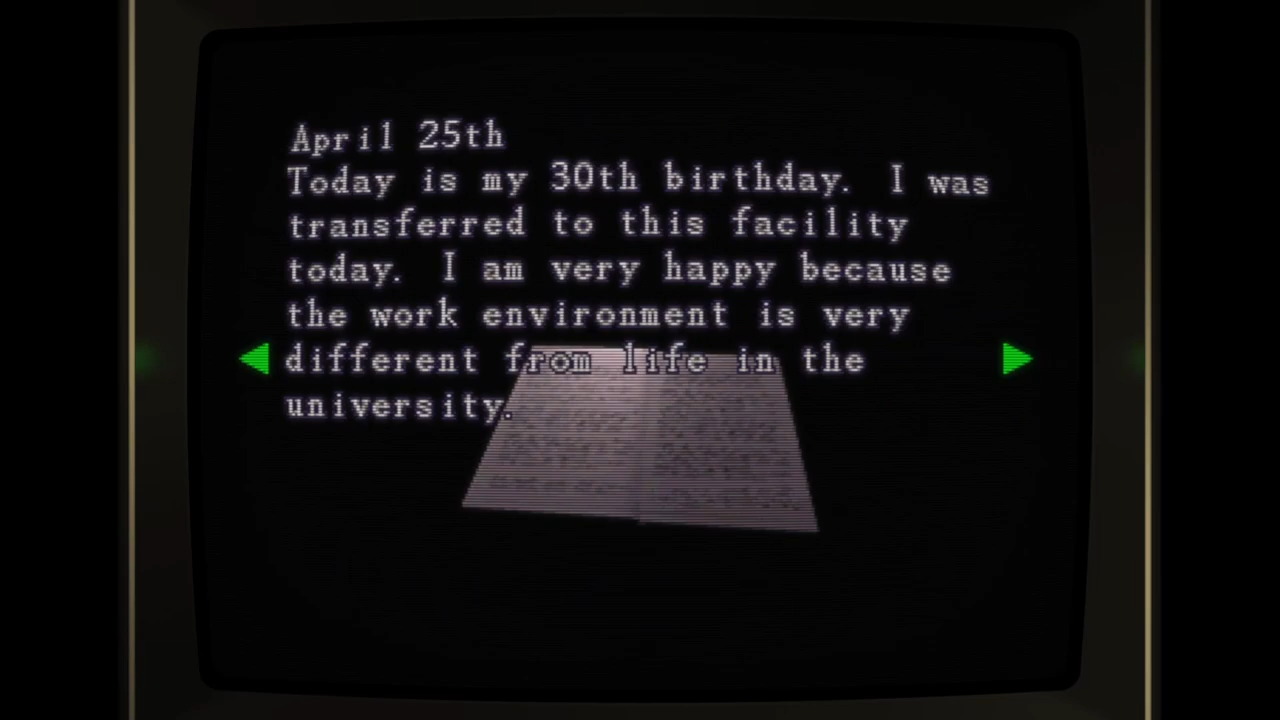 April 25th
Today is my 30th birthday. I was
transferred to this facility
today. I am very happy because
the work environment is very
different from life in the
university.